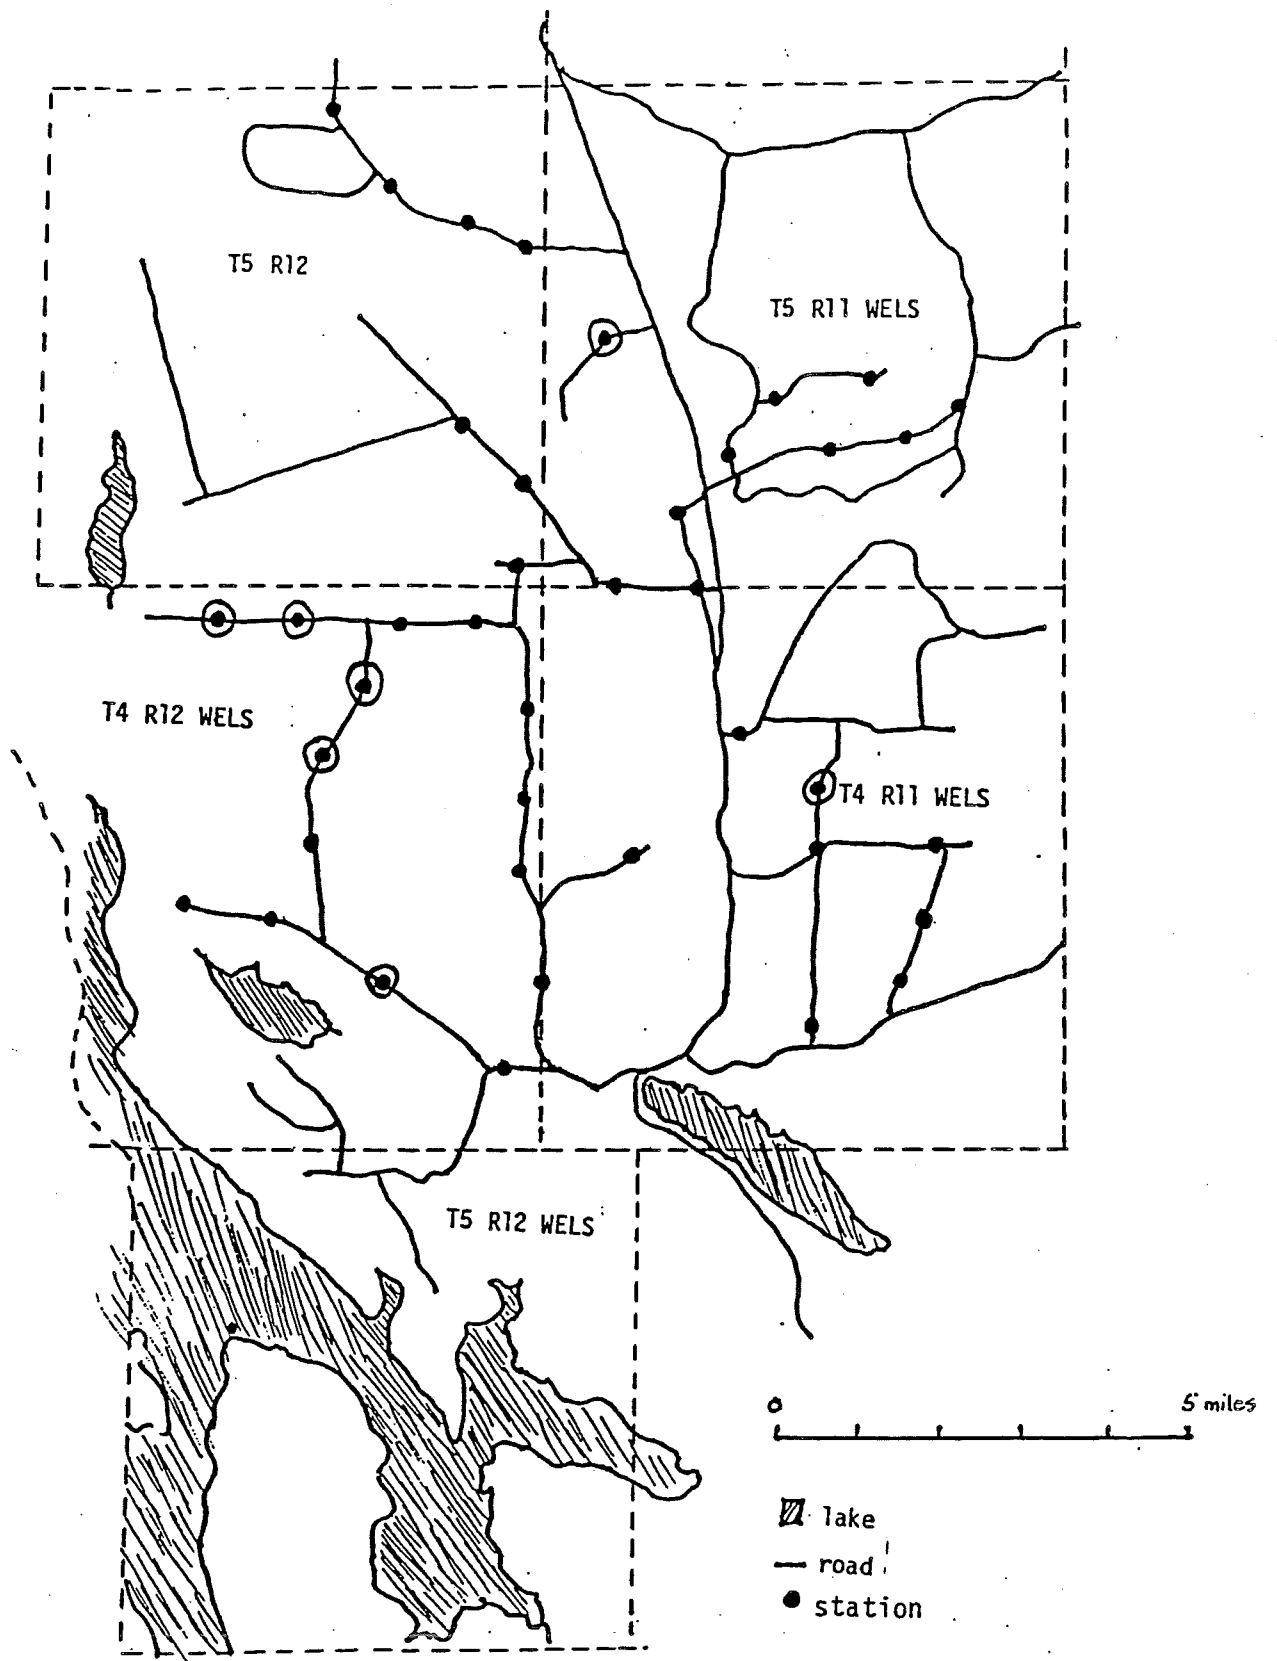 T5 R12
T5 R11 WELS
T4 R12 WELS
T4 R11 WELS
T5 R12 WELS
0 5 miles
lake
road
station